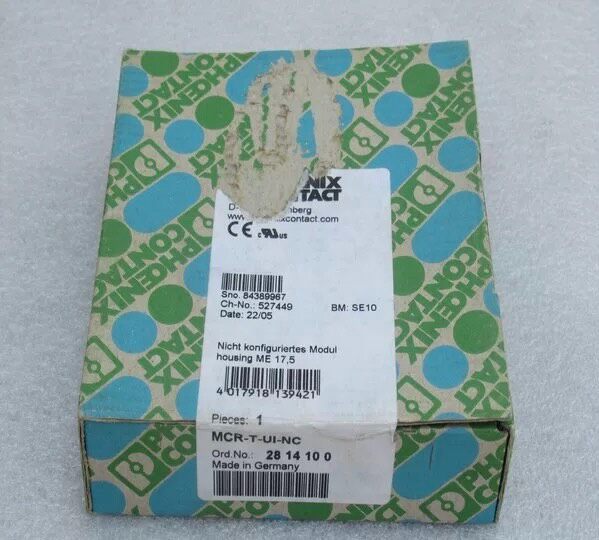 PHOENIX
CONTACT
NIX
TACT
nberg
xcontact.com
CE c us
Sno. 84389967
Ch-No.: 527449 BM: SE10
Date: 22/05
Nicht konfiguriertes Modul
housing ME 17,5
4 017918 139421
Pieces: 1
MCR-T-UI-NC
Ord.No.: 28 14 10 0
Made in Germany
PHOENIX
CONTACT